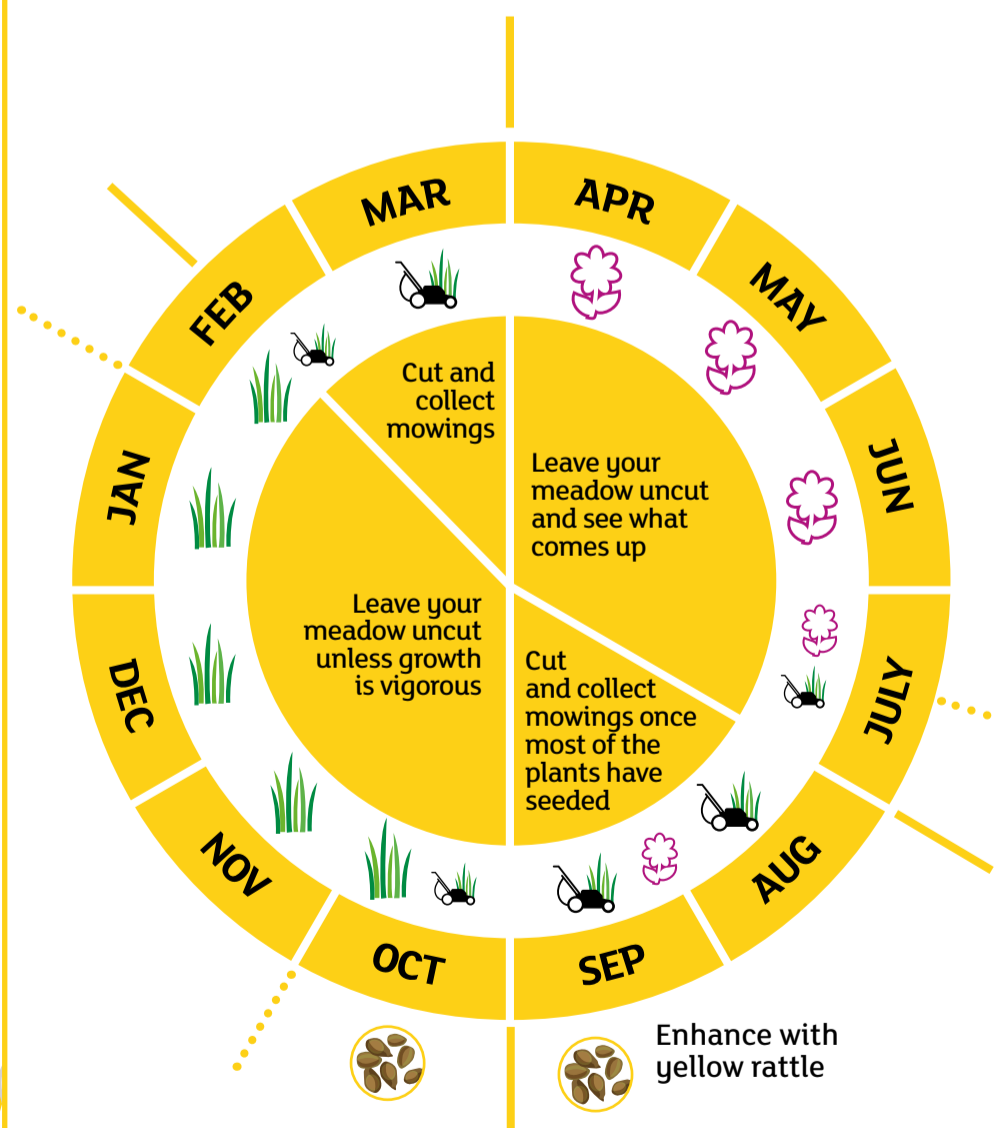 MAR
APR
FEB
MAY
JAN
JUN
DEC
JULY
NOV
AUG
OCT
SEP
Cut and
collect
mowings
Leave your
meadow uncut
and see what
comes up
Leave your
meadow uncut
unless growth
is vigorous
Cut
and collect
mowings once
most of the
plants have
seeded
Enhance with
yellow rattle